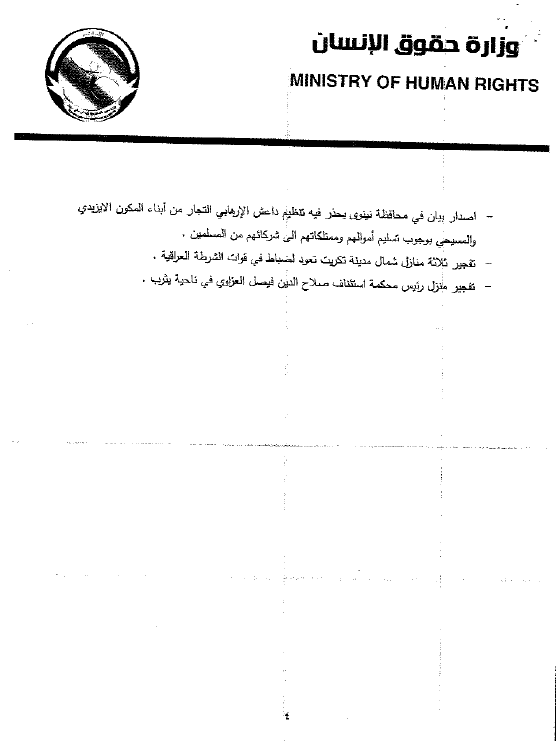 وزارة حقوق الإنسان
MINISTRY OF HUMAN RIGHTS
- اصدار بيان في محافظة نينوى يحذر فيه تنظيم داعش الإرهابي التجار من أبناء المكون الايزيدي
والمسيحي بوجوب تسليم أموالهم وممتلكاتهم الى شركائهم من المسلمين .
- تفجير ثلاثة منازل شمال مدينة تكريت تعود لضباط في قوات الشرطة العراقية .
- تفجير منزل رئيس محكمة استئناف صلاح الدين فيصل العزاوي في ناحية يثرب .
٤